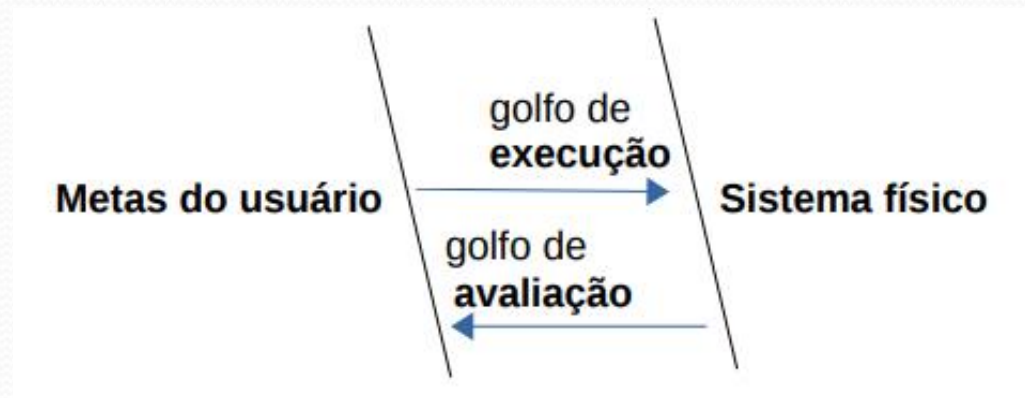 golfo de
execução
Metas do usuário
Sistema físico
golfo de
avaliação